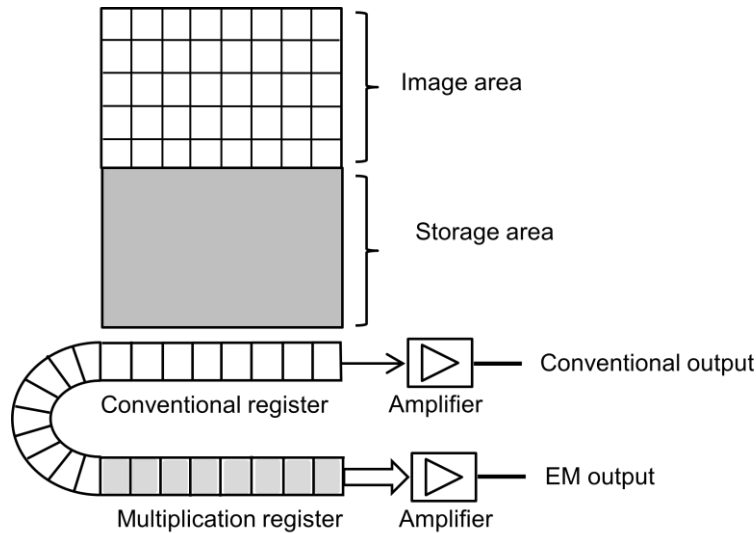 Image area
Storage area
Conventional output
Conventional register
Amplifier
EM output
Multiplication register
Amplifier